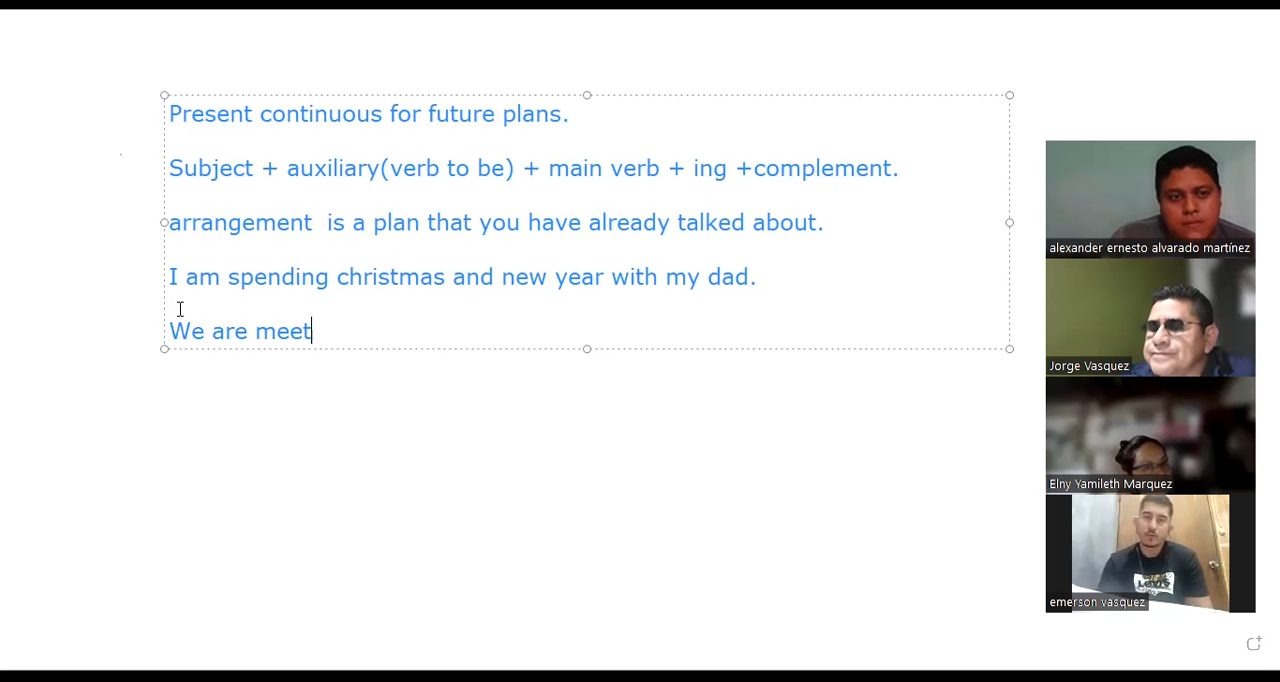 Present continuous for future plans.
Subject + auxiliary(verb to be) + main verb + ing +complement.
arrangement  is a plan that you have already talked about.
I am spending christmas and new year with my dad.
We are meet
alexander ernesto alvarado martínez
Jorge Vasquez
Elny Yamileth Marquez
emerson vasquez